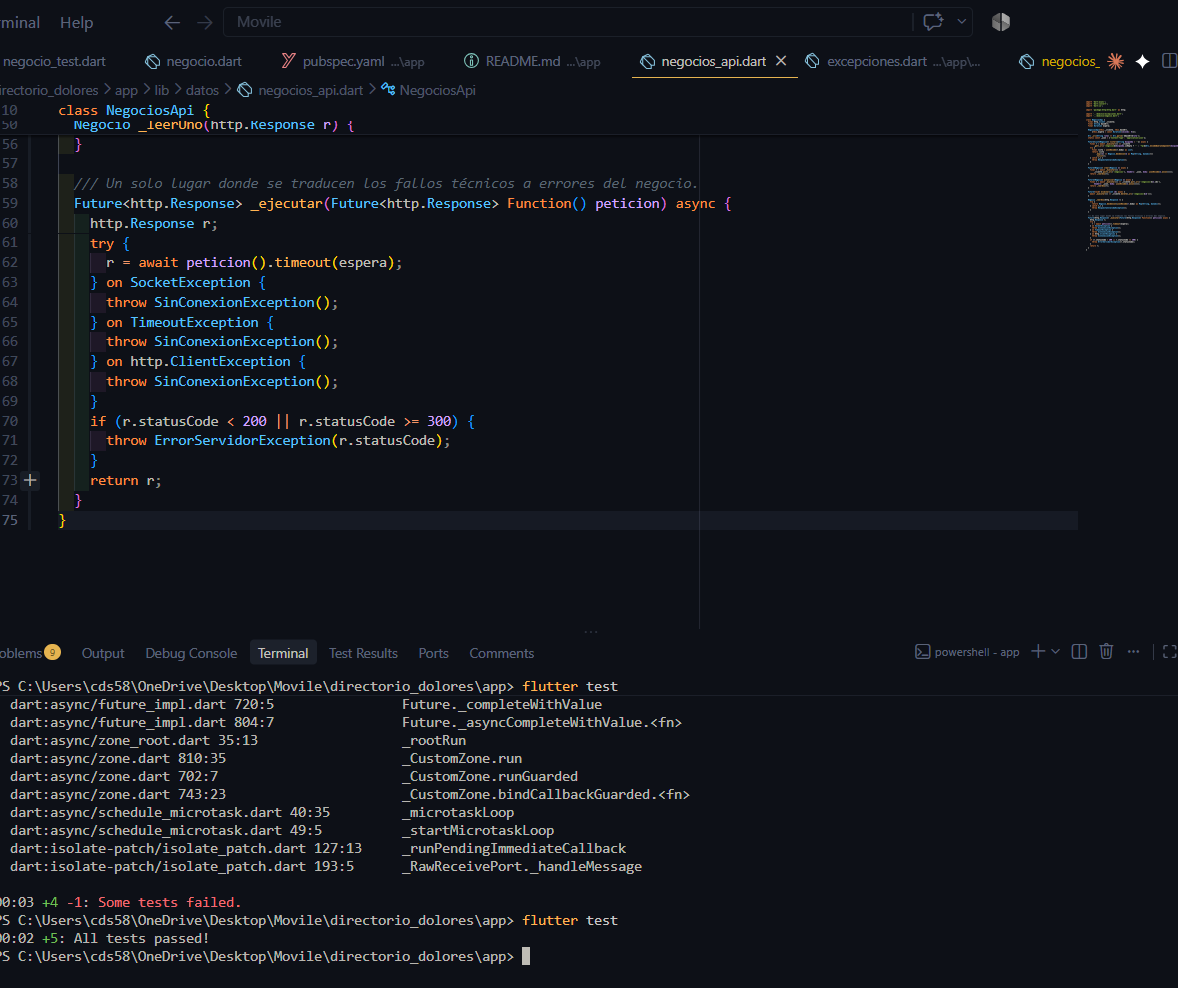 Help
Movile
negocio_test.dart
negocio.dart
pubspec.yaml ...\app
README.md ...\app
negocios_api.dart
excepciones.dart ...\app\...
negocios_
app > lib > datos > negocios_api.dart > NegociosApi
10 class NegociosApi {
50 Negocio _leerUno(http.Response r) {
56 }
57
58 /// Un solo lugar donde se traducen los fallos técnicos a errores del negocio.
59 Future<http.Response> _ejecutar(Future<http.Response> Function() peticion) async {
60 http.Response r;
61 try {
62 r = await peticion().timeout(espera);
63 } on SocketException {
64 throw SinConexionException();
65 } on TimeoutException {
66 throw SinConexionException();
67 } on http.ClientException {
68 throw SinConexionException();
69 }
70 if (r.statusCode < 200 || r.statusCode >= 300) {
71 throw ErrorServidorException(r.statusCode);
72 }
73 return r;
74 }
75 }
oblems 9 Output Debug Console Terminal Test Results Ports Comments
powershell - app
PS C:\Users\cds58\OneDrive\Desktop\Movile\directorio_dolores\app> flutter test
dart:async/future_impl.dart 720:5 Future._completeWithValue
dart:async/future_impl.dart 804:7 Future._asyncCompleteWithValue.<fn>
dart:async/zone_root.dart 35:13 _rootRun
dart:async/zone.dart 810:35 _CustomZone.run
dart:async/zone.dart 702:7 _CustomZone.runGuarded
dart:async/zone.dart 743:23 _CustomZone.bindCallbackGuarded.<fn>
dart:async/schedule_microtask.dart 40:35 _microtaskLoop
dart:async/schedule_microtask.dart 49:5 _startMicrotaskLoop
dart:isolate-patch/isolate_patch.dart 127:13 _runPendingImmediateCallback
dart:isolate-patch/isolate_patch.dart 193:5 _RawReceivePort._handleMessage
00:03 +4 -1: Some tests failed.
PS C:\Users\cds58\OneDrive\Desktop\Movile\directorio_dolores\app> flutter test
00:02 +5: All tests passed!
PS C:\Users\cds58\OneDrive\Desktop\Movile\directorio_dolores\app>